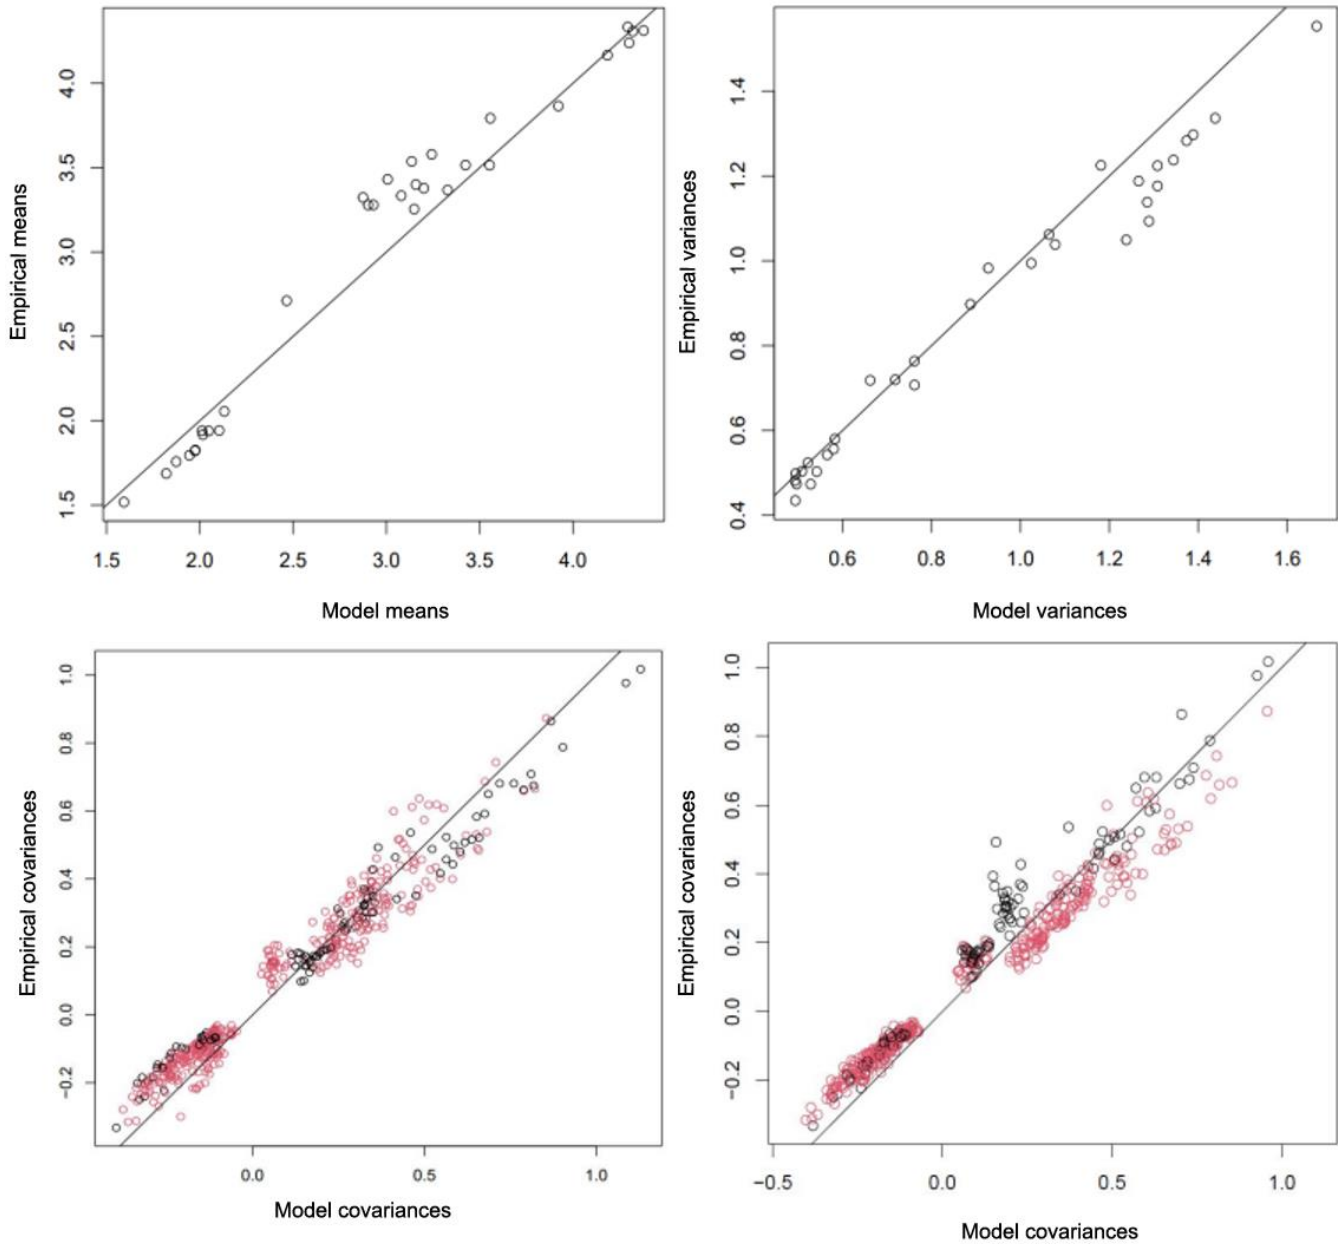 Empirical means
4.0
3.5
3.0
2.5
2.0
1.5
1.5 2.0 2.5 3.0 3.5 4.0
Model means
Empirical variances
1.4
1.2
1.0
0.8
0.6
0.4
0.6 0.8 1.0 1.2 1.4 1.6
Model variances
Empirical covariances
1.0
0.8
0.6
0.4
0.2
0.0
−0.2
0.0 0.5 1.0
Model covariances
Empirical covariances
1.0
0.8
0.6
0.4
0.2
0.0
−0.2
−0.5 0.0 0.5 1.0
Model covariances